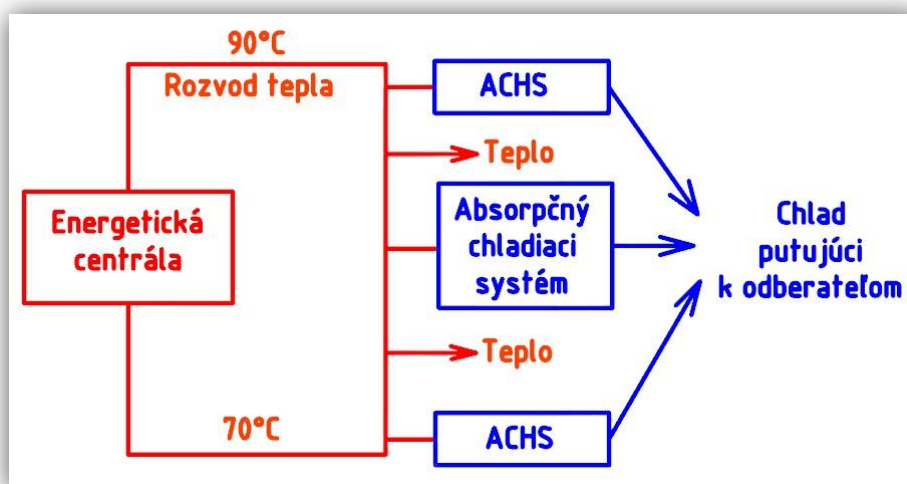 90°C
Rozvod tepla
ACHS
Teplo
Energetická
centrála
Absorpčný
chladiaci
systém
Chlad
putujúci
k odberateľom
Teplo
70°C
ACHS